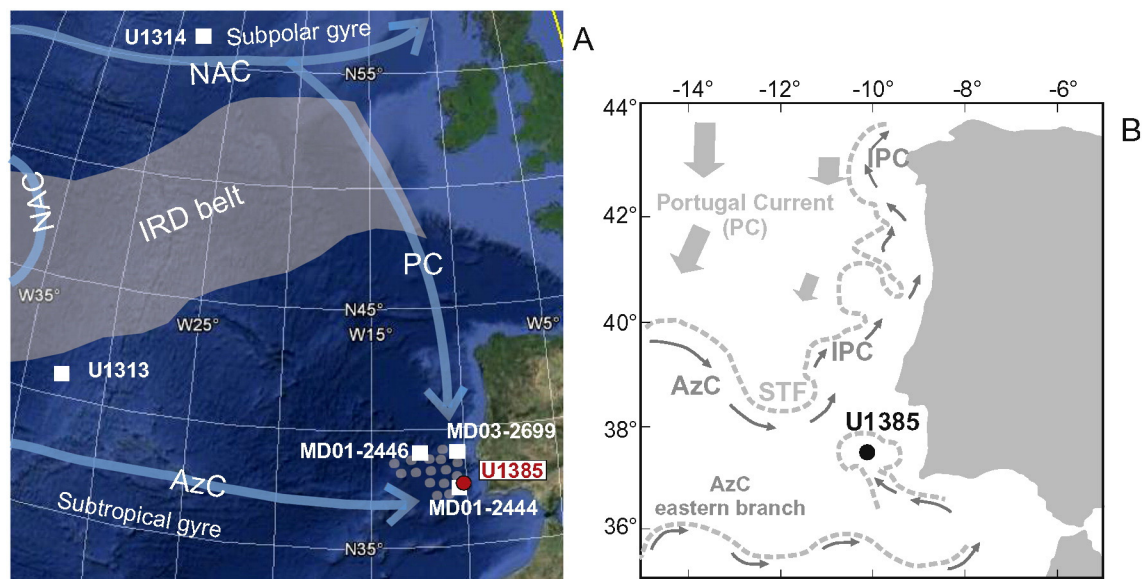 U1314
Subpolar gyre
NAC
N55°
NAC
IRD belt
PC
W35°
W25°
N45°
W15°
W5°
U1313
MD03-2699
MD01-2446
U1385
AzC
MD01-2444
Subtropical gyre
N35°
A
-14°
-12°
-10°
-8°
-6°
44°
B
IPC
Portugal Current
(PC)
42°
40°
IPC
AzC
STF
U1385
38°
AzC
eastern branch
36°